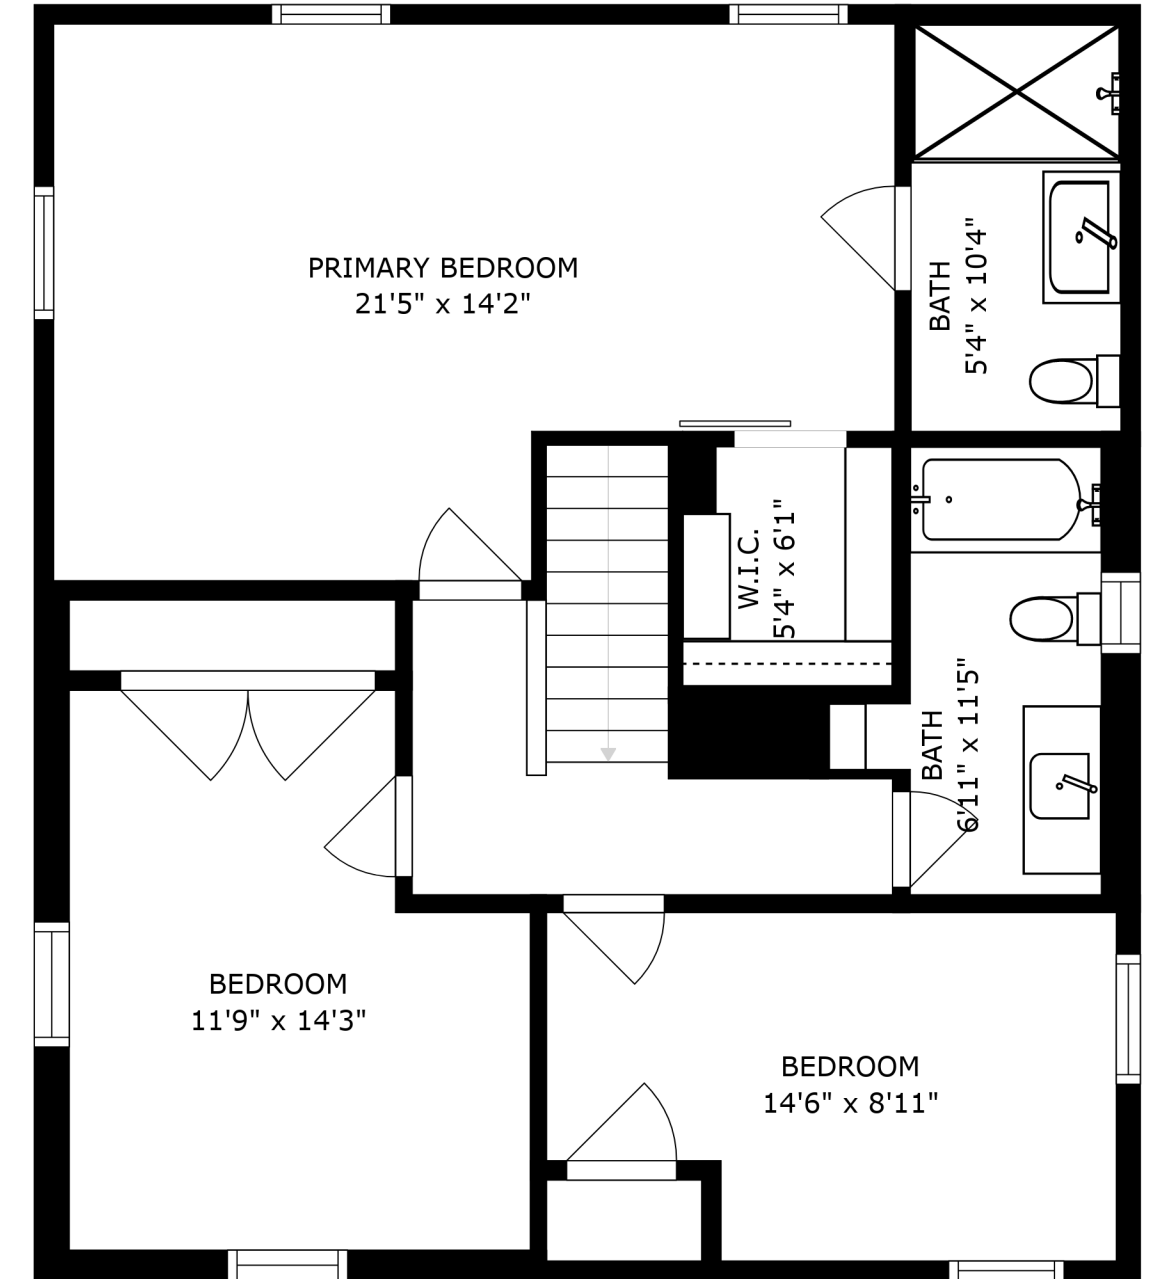 PRIMARY BEDROOM
21'5" x 14'2"
BATH
5'4" x 10'4"
W.I.C.
5'4" x 6'1"
BATH
6'11" x 11'5"
BEDROOM
11'9" x 14'3"
BEDROOM
14'6" x 8'11"